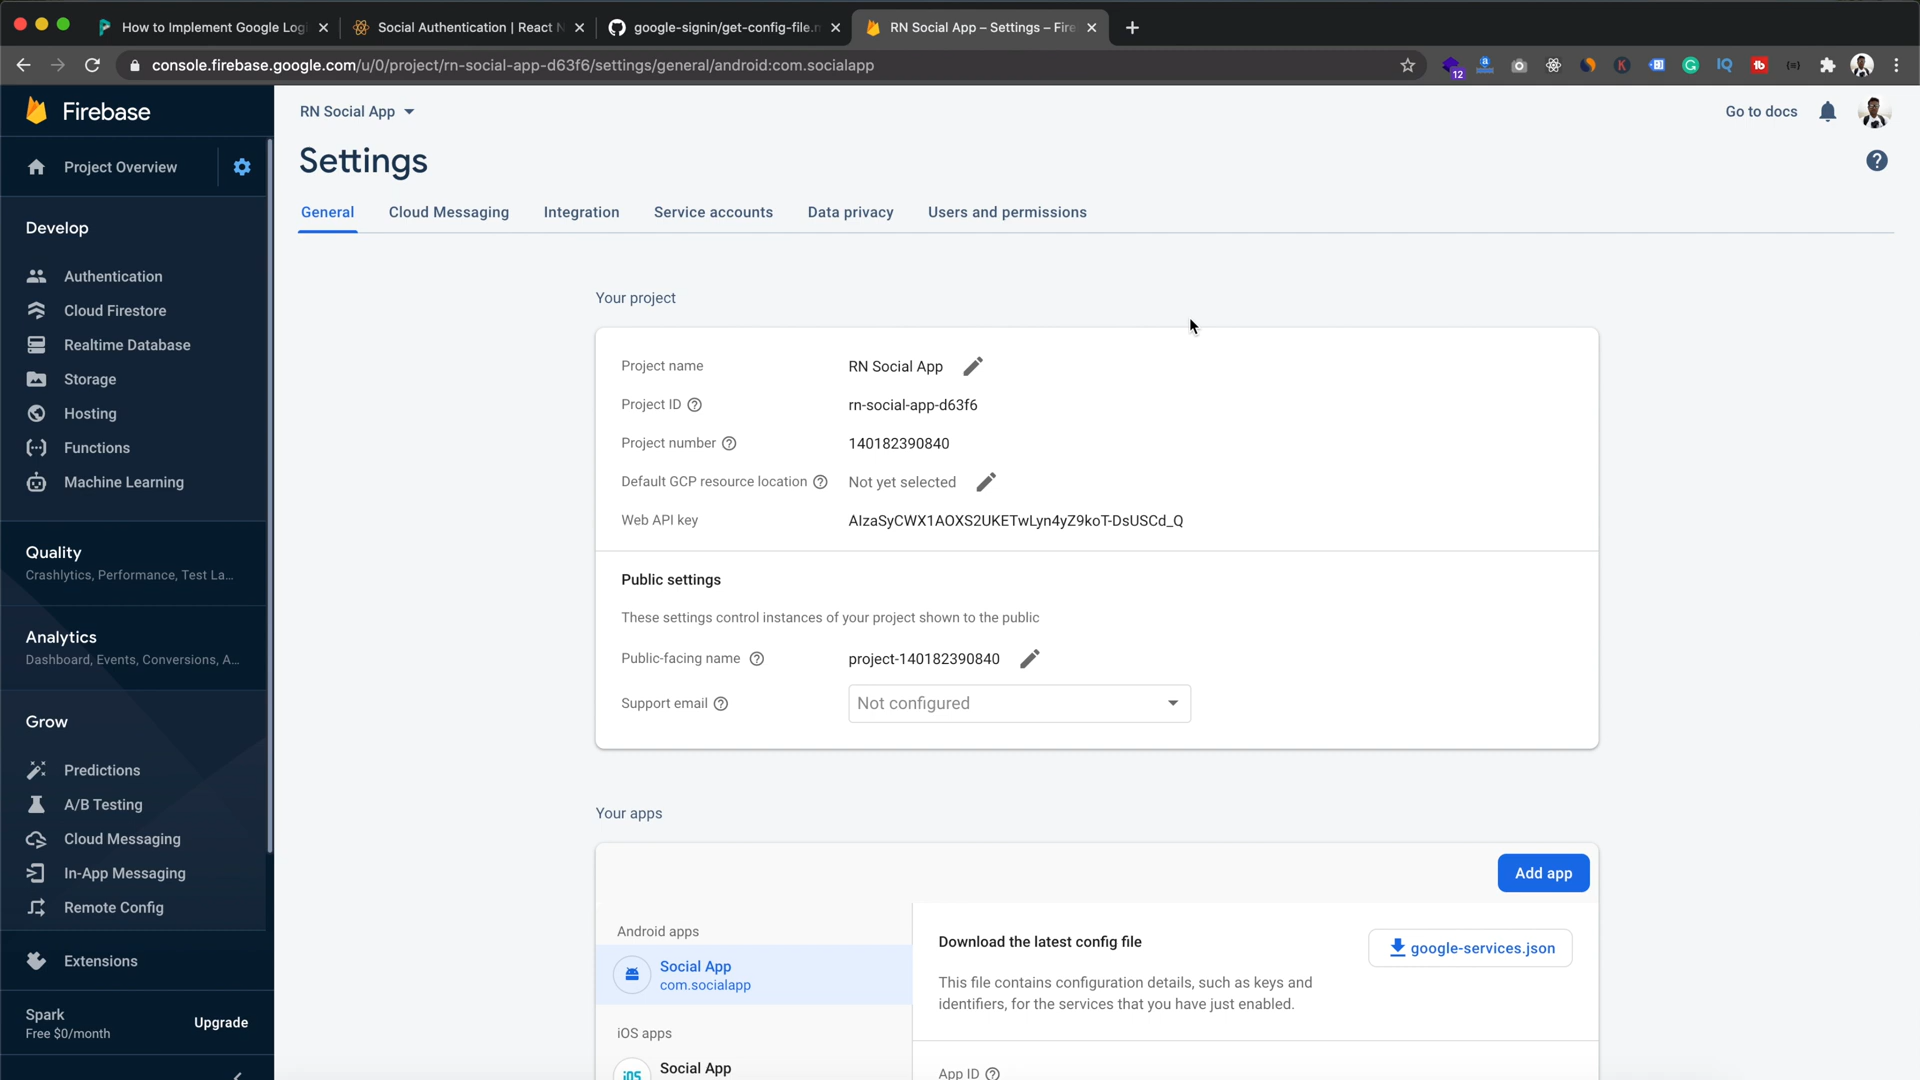 How to Implement Google Log
Social Authentication | React N
google-signin/get-config-file.m
RN Social App – Settings – Fire
console.firebase.google.com/u/0/project/rn-social-app-d63f6/settings/general/android:com.socialapp
12
Firebase
RN Social App
Go to docs
Project Overview
Settings
General
Cloud Messaging
Integration
Service accounts
Data privacy
Users and permissions
Develop
Authentication
Cloud Firestore
Realtime Database
Storage
Hosting
Functions
Machine Learning
Quality
Crashlytics, Performance, Test La...
Analytics
Dashboard, Events, Conversions, A...
Grow
Predictions
A/B Testing
Cloud Messaging
In-App Messaging
Remote Config
Extensions
Spark
Free $0/month
Upgrade
Your project
Project name
RN Social App
Project ID
rn-social-app-d63f6
Project number
140182390840
Default GCP resource location
Not yet selected
Web API key
AIzaSyCWX1AOXS2UKETwLyn4yZ9koT-DsUSCd_Q
Public settings
These settings control instances of your project shown to the public
Public-facing name
project-140182390840
Support email
Not configured
Your apps
Add app
Android apps
Social App
com.socialapp
iOS apps
iOS
Social App
Download the latest config file
google-services.json
This file contains configuration details, such as keys and
identifiers, for the services that you have just enabled.
App ID